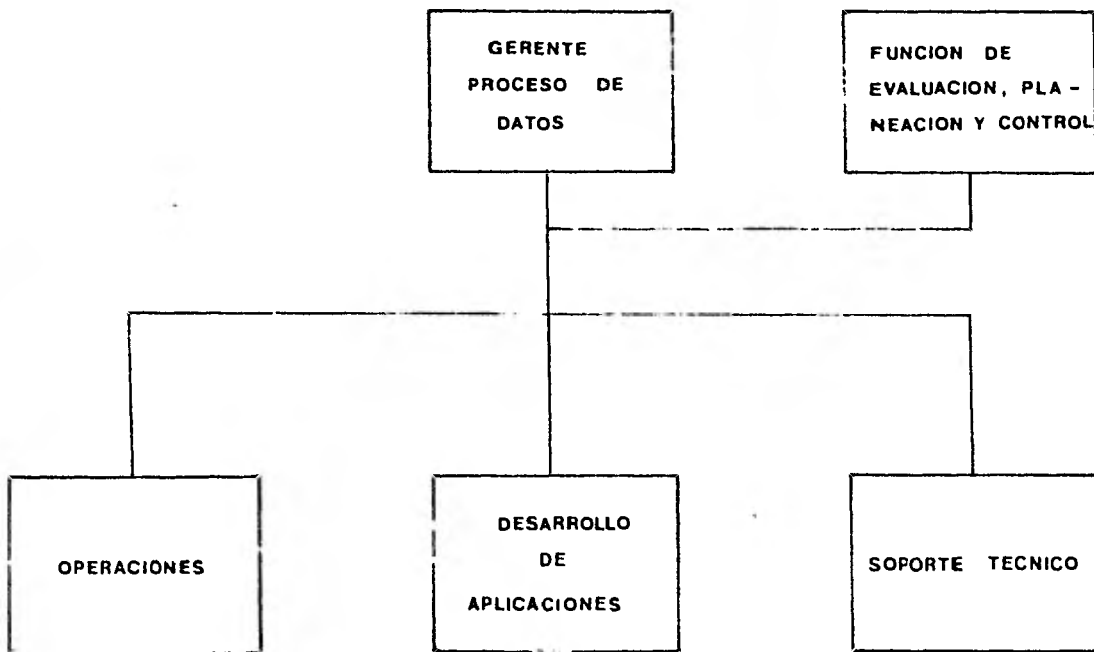 GERENTE
PROCESO DE
DATOS
FUNCION DE
EVALUACION, PLA -
NEACION Y CONTROL
OPERACIONES
DESARROLLO
DE
APLICACIONES
SOPORTE TECNICO